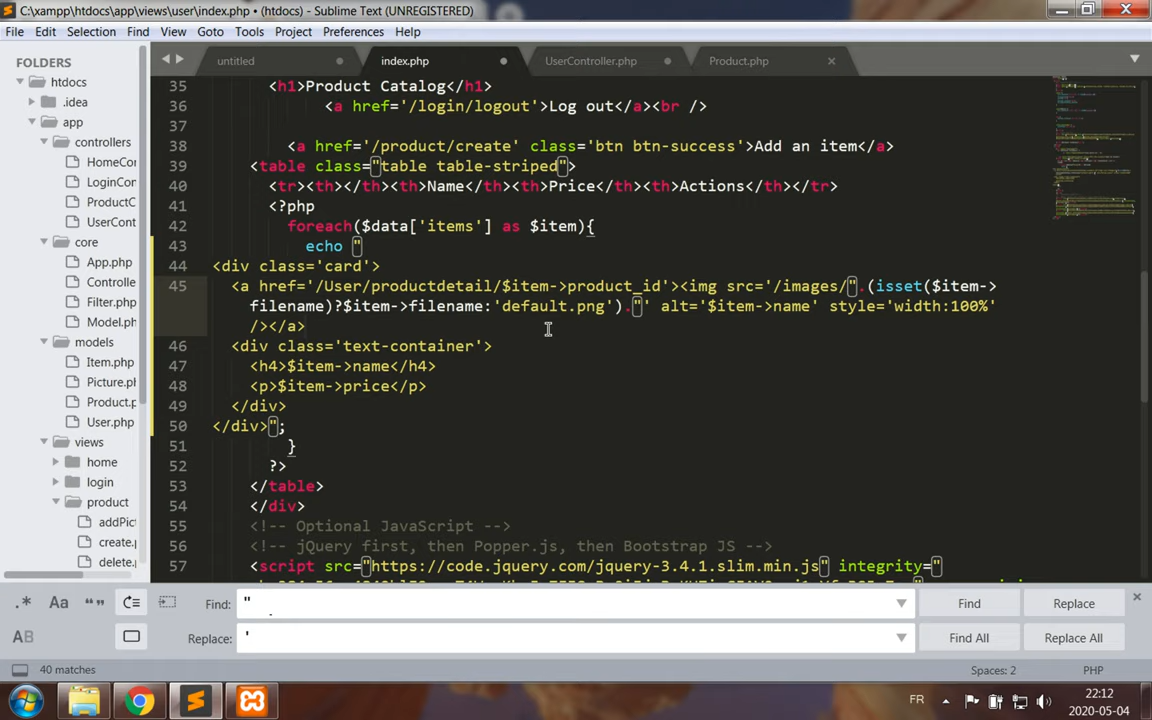 C:\xampp\htdocs\app\views\user\index.php • (htdocs) - Sublime Text (UNREGISTERED)
File Edit Selection Find View Goto Tools Project Preferences Help
FOLDERS
htdocs
.idea
app
controllers
HomeCor
LoginCon
ProductC
UserCont
core
App.php
Controlle
Filter.php
Model.ph
models
Item.php
Picture.ph
Product.p
User.php
views
home
login
product
addPict
create.p
delete.p
untitled index.php UserController.php Product.php
35 <h1>Product Catalog</h1>
36 <a href='/login/logout'>Log out</a><br />
37
38 <a href='/product/create' class='btn btn-success'>Add an item</a>
39 <table class="table table-striped">
40 <tr><th></th><th>Name</th><th>Price</th><th>Actions</th></tr>
41 <?php
42 foreach($data['items'] as $item){
43 echo "
44 <div class='card'>
45 <a href='/User/productdetail/$item->product_id'><img src='/images/".(isset($item->
filename)?$item->filename:'default.png')."' alt='$item->name' style='width:100%'
/></a>
46 <div class='text-container'>
47 <h4>$item->name</h4>
48 <p>$item->price</p>
49 </div>
50 </div>";
51 }
52 ?>
53 </table>
54 </div>
55 <!-- Optional JavaScript -->
56 <!-- jQuery first, then Popper.js, then Bootstrap JS -->
57 <script src="https://code.jquery.com/jquery-3.4.1.slim.min.js" integrity="
.* Aa “” Find: " Find Replace
AB Replace: ' Find All Replace All
40 matches Spaces: 2 PHP
FR 22:12
2020-05-04